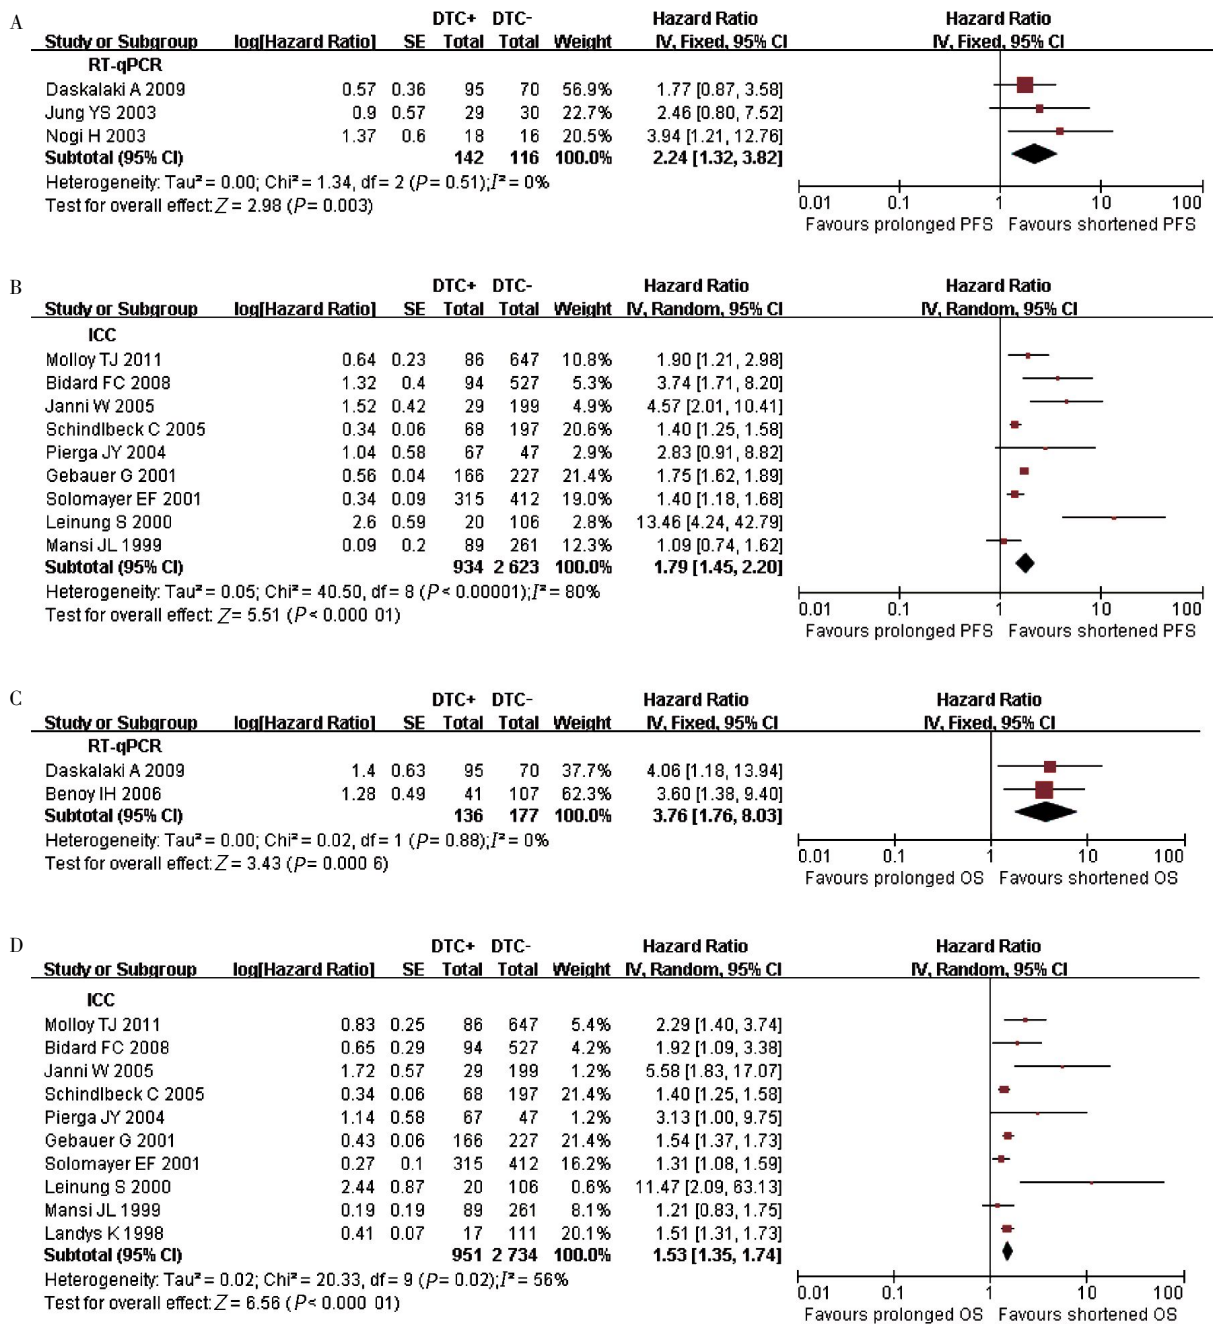 A
DTC+ DTC- Hazard Ratio Hazard Ratio
Study or Subgroup log[Hazard Ratio] SE Total Total Weight IV, Fixed, 95% CI IV, Fixed, 95% CI
RT-qPCR
Daskalaki A 2009 0.57 0.36 95 70 56.9% 1.77 [0.87, 3.58]
Jung YS 2003 0.9 0.57 29 30 22.7% 2.46 [0.80, 7.52]
Nogi H 2003 1.37 0.6 18 16 20.5% 3.94 [1.21, 12.76]
Subtotal (95% CI) 142 116 100.0% 2.24 [1.32, 3.82]
Heterogeneity: Tau² = 0.00; Chi² = 1.34, df = 2 (P = 0.51); I² = 0%
Test for overall effect: Z = 2.98 (P = 0.003)
0.01 0.1 1 10 100
Favours prolonged PFS Favours shortened PFS
B
DTC+ DTC- Hazard Ratio Hazard Ratio
Study or Subgroup log[Hazard Ratio] SE Total Total Weight IV, Random, 95% CI IV, Random, 95% CI
ICC
Molloy TJ 2011 0.64 0.23 86 647 10.8% 1.90 [1.21, 2.98]
Bidard FC 2008 1.32 0.4 94 527 5.3% 3.74 [1.71, 8.20]
Janni W 2005 1.52 0.42 29 199 4.9% 4.57 [2.01, 10.41]
Schindlbeck C 2005 0.34 0.06 68 197 20.6% 1.40 [1.25, 1.58]
Pierga JY 2004 1.04 0.58 67 47 2.9% 2.83 [0.91, 8.82]
Gebauer G 2001 0.56 0.04 166 227 21.4% 1.75 [1.62, 1.89]
Solomayer EF 2001 0.34 0.09 315 412 19.0% 1.40 [1.18, 1.68]
Leinung S 2000 2.6 0.59 20 106 2.8% 13.46 [4.24, 42.79]
Mansi JL 1999 0.09 0.2 89 261 12.3% 1.09 [0.74, 1.62]
Subtotal (95% CI) 934 2 623 100.0% 1.79 [1.45, 2.20]
Heterogeneity: Tau² = 0.05; Chi² = 40.50, df = 8 (P < 0.00001); I² = 80%
Test for overall effect: Z = 5.51 (P < 0.000 01)
0.01 0.1 1 10 100
Favours prolonged PFS Favours shortened PFS
C
DTC+ DTC- Hazard Ratio Hazard Ratio
Study or Subgroup log[Hazard Ratio] SE Total Total Weight IV, Fixed, 95% CI IV, Fixed, 95% CI
RT-qPCR
Daskalaki A 2009 1.4 0.63 95 70 37.7% 4.06 [1.18, 13.94]
Benoy IH 2006 1.28 0.49 41 107 62.3% 3.60 [1.38, 9.40]
Subtotal (95% CI) 136 177 100.0% 3.76 [1.76, 8.03]
Heterogeneity: Tau² = 0.00; Chi² = 0.02, df = 1 (P = 0.88); I² = 0%
Test for overall effect: Z = 3.43 (P = 0.000 6)
0.01 0.1 1 10 100
Favours prolonged OS Favours shortened OS
D
DTC+ DTC- Hazard Ratio Hazard Ratio
Study or Subgroup log[Hazard Ratio] SE Total Total Weight IV, Random, 95% CI IV, Random, 95% CI
ICC
Molloy TJ 2011 0.83 0.25 86 647 5.4% 2.29 [1.40, 3.74]
Bidard FC 2008 0.65 0.29 94 527 4.2% 1.92 [1.09, 3.38]
Janni W 2005 1.72 0.57 29 199 1.2% 5.58 [1.83, 17.07]
Schindlbeck C 2005 0.34 0.06 68 197 21.4% 1.40 [1.25, 1.58]
Pierga JY 2004 1.14 0.58 67 47 1.2% 3.13 [1.00, 9.75]
Gebauer G 2001 0.43 0.06 166 227 21.4% 1.54 [1.37, 1.73]
Solomayer EF 2001 0.27 0.1 315 412 16.2% 1.31 [1.08, 1.59]
Leinung S 2000 2.44 0.87 20 106 0.6% 11.47 [2.09, 63.13]
Mansi JL 1999 0.19 0.19 89 261 8.1% 1.21 [0.83, 1.75]
Landys K 1998 0.41 0.07 17 111 20.1% 1.51 [1.31, 1.73]
Subtotal (95% CI) 951 2 734 100.0% 1.53 [1.35, 1.74]
Heterogeneity: Tau² = 0.02; Chi² = 20.33, df = 9 (P = 0.02); I² = 56%
Test for overall effect: Z = 6.56 (P < 0.000 01)
0.01 0.1 1 10 100
Favours prolonged OS Favours shortened OS